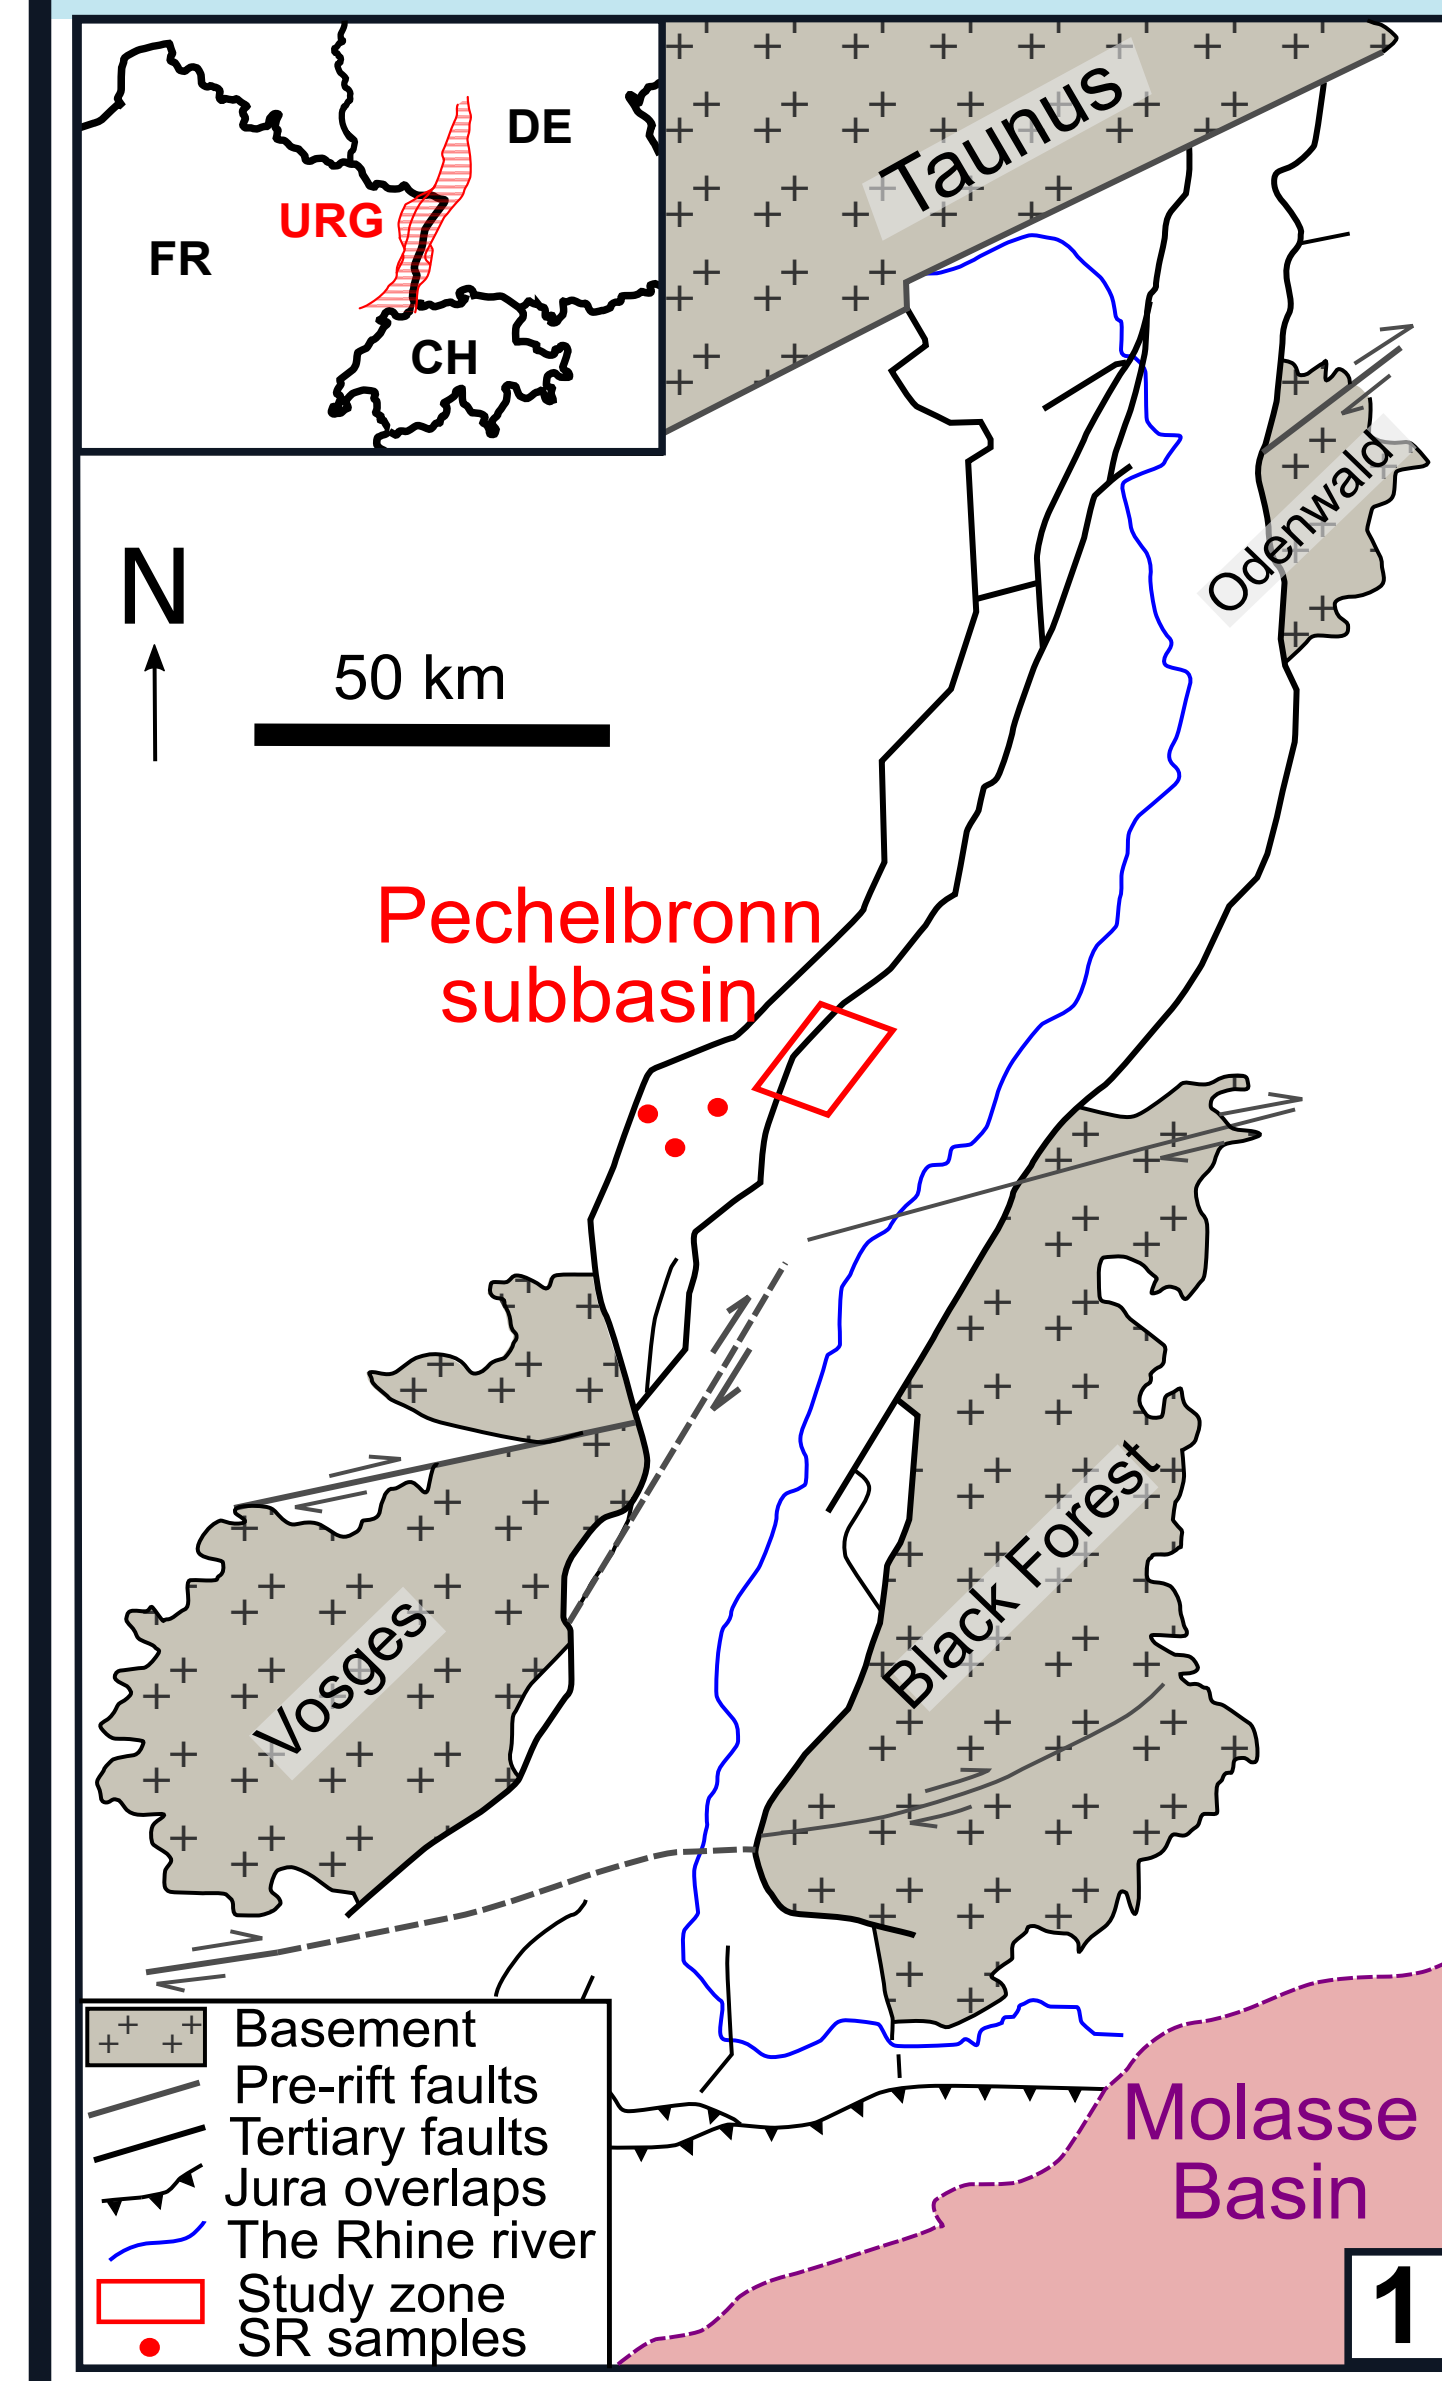 DE
URG
FR
CH
Taunus
Odenwald
N
50 km
Pechelbronn
subbasin
Vosges
Black Forest
Basement
Pre-rift faults
Tertiary faults
Jura overlaps
The Rhine river
Study zone
SR samples
Molasse
Basin
1